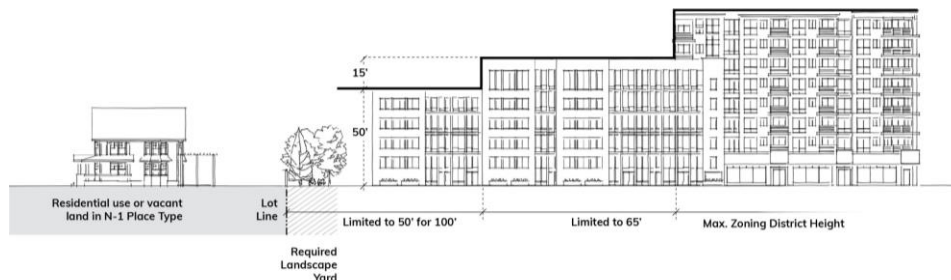 15'
50'
Residential use or vacant
land in N-1 Place Type
Lot
Line
Limited to 50' for 100'
Limited to 65'
Max. Zoning District Height
Required
Landscape
Yard